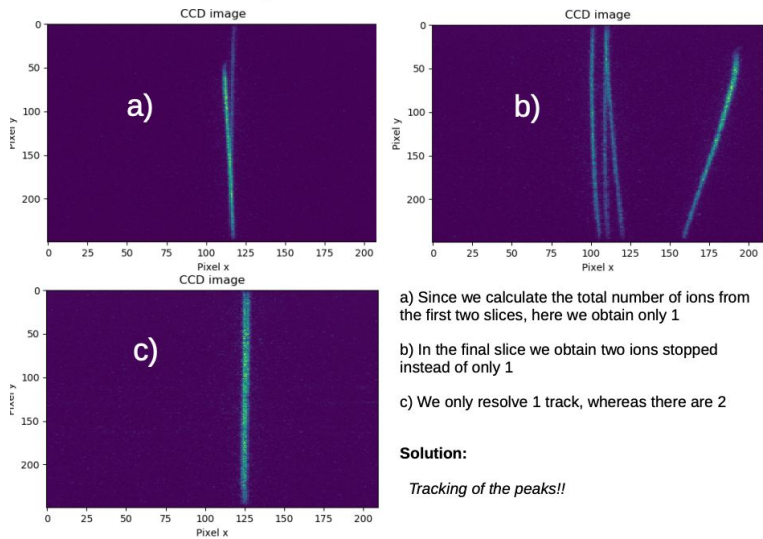 CCD image
0
50
100
150
200
Pixel y
a)
0 25 50 75 100 125 150 175 200
Pixel x
CCD image
0
50
100
150
200
Pixel y
b)
0 25 50 75 100 125 150 175 200
Pixel x
CCD image
0
50
100
150
200
Pixel y
c)
0 25 50 75 100 125 150 175 200
Pixel x
a) Since we calculate the total number of ions from
the first two slices, here we obtain only 1
b) In the final slice we obtain two ions stopped
instead of only 1
c) We only resolve 1 track, whereas there are 2
Solution:
Tracking of the peaks!!